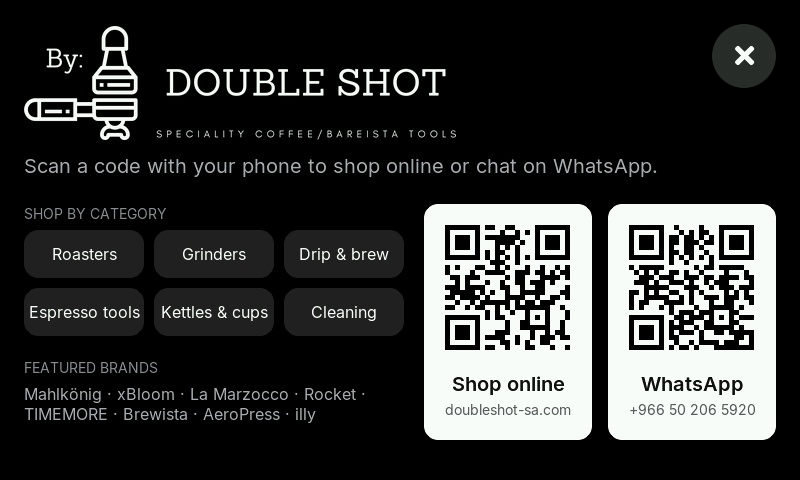 By:
DOUBLE SHOT
SPECIALITY COFFEE/BAREISTA TOOLS
Scan a code with your phone to shop online or chat on WhatsApp.
SHOP BY CATEGORY
Roasters
Grinders
Drip & brew
Espresso tools
Kettles & cups
Cleaning
FEATURED BRANDS
Mahlkönig · xBloom · La Marzocco · Rocket ·
TIMEMORE · Brewista · AeroPress · illy
Shop online
doubleshot-sa.com
WhatsApp
+966 50 206 5920